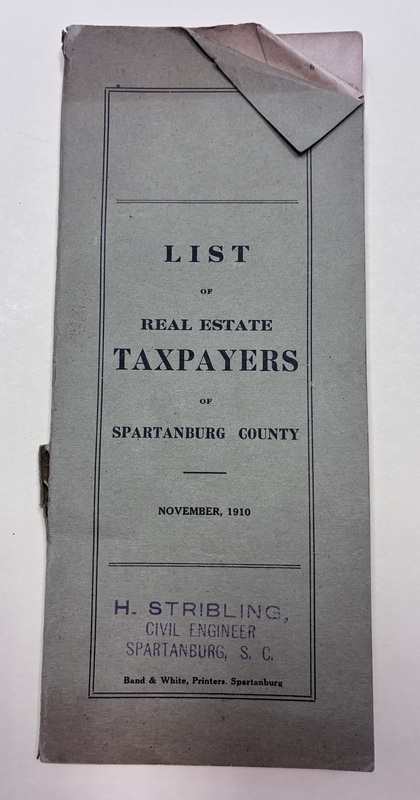 LIST
OF
REAL ESTATE
TAXPAYERS
OF
SPARTANBURG COUNTY
NOVEMBER, 1910
H. STRIBLING,
CIVIL ENGINEER
SPARTANBURG, S. C.
Band & White, Printers. Spartanburg